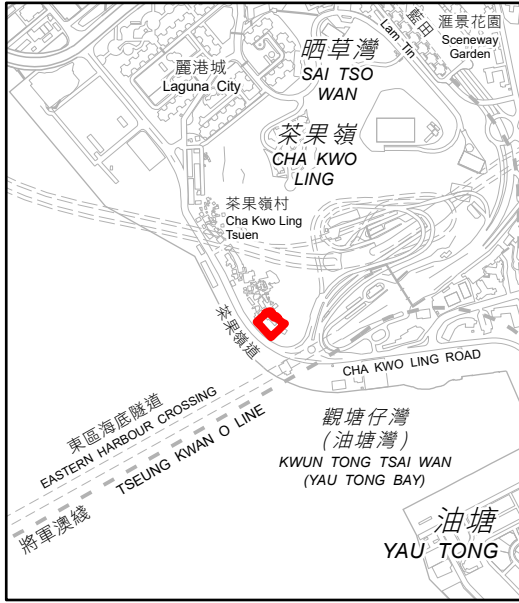 藍田
Lam Tin
滙景花園
Sceneway
Garden
晒草灣
SAI TSO
WAN
麗港城
Laguna City
茶果嶺
CHA KWO
LING
茶果嶺村
Cha Kwo Ling
Tsuen
茶果嶺道
CHA KWO LING ROAD
東區海底隧道
EASTERN HARBOUR CROSSING
TSEUNG KWAN O LINE
將軍澳綫
觀塘仔灣
(油塘灣)
KWUN TONG TSAI WAN
(YAU TONG BAY)
油塘
YAU TONG